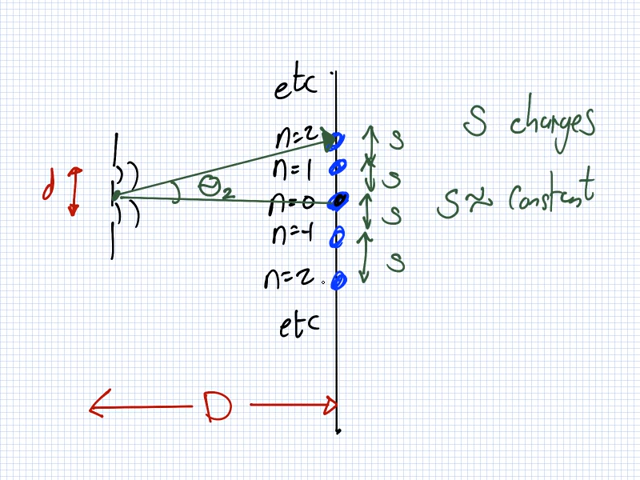 etc
n=2
n=1
n=0
n=1
n=2
etc
d
Θ₂
S
S
S
S
D
S changes
S≈ constant